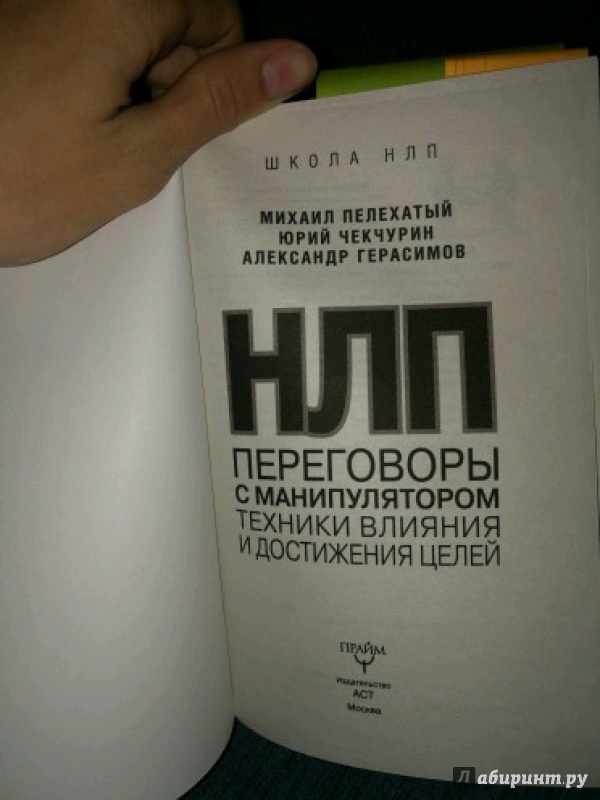 ШКОЛА НЛП
МИХАИЛ ПЕЛЕХАТЫЙ
ЮРИЙ ЧЕКЧУРИН
АЛЕКСАНДР ГЕРАСИМОВ
НЛП
ПЕРЕГОВОРЫ
С МАНИПУЛЯТОРОМ
ТЕХНИКИ ВЛИЯНИЯ
И ДОСТИЖЕНИЯ ЦЕЛЕЙ
ПРАЙМ
Издательство
АСТ
Москва
Лабиринт.ру